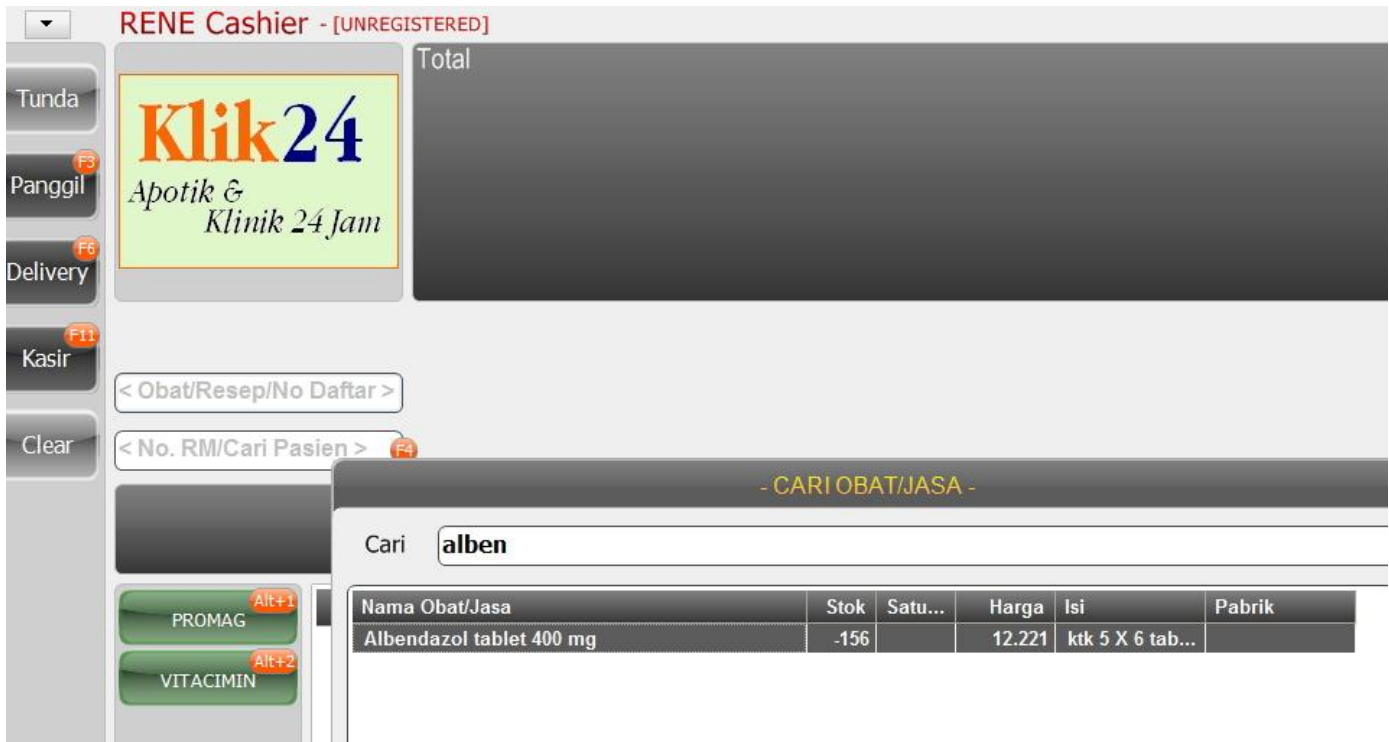 RENE Cashier - [UNREGISTERED]
Total
Tunda
Klik24
Apotik &
Klinik 24 Jam
F3
Panggil
F6
Delivery
F11
Kasir
< Obat/Resep/No Daftar >
Clear
< No. RM/Cari Pasien > F4
- CARI OBAT/JASA -
Cari alben
PROMAG Alt+1
VITACIMIN Alt+2
Nama Obat/Jasa Stok Satu... Harga Isi Pabrik
Albendazol tablet 400 mg -156 12.221 ktk 5 X 6 tab...